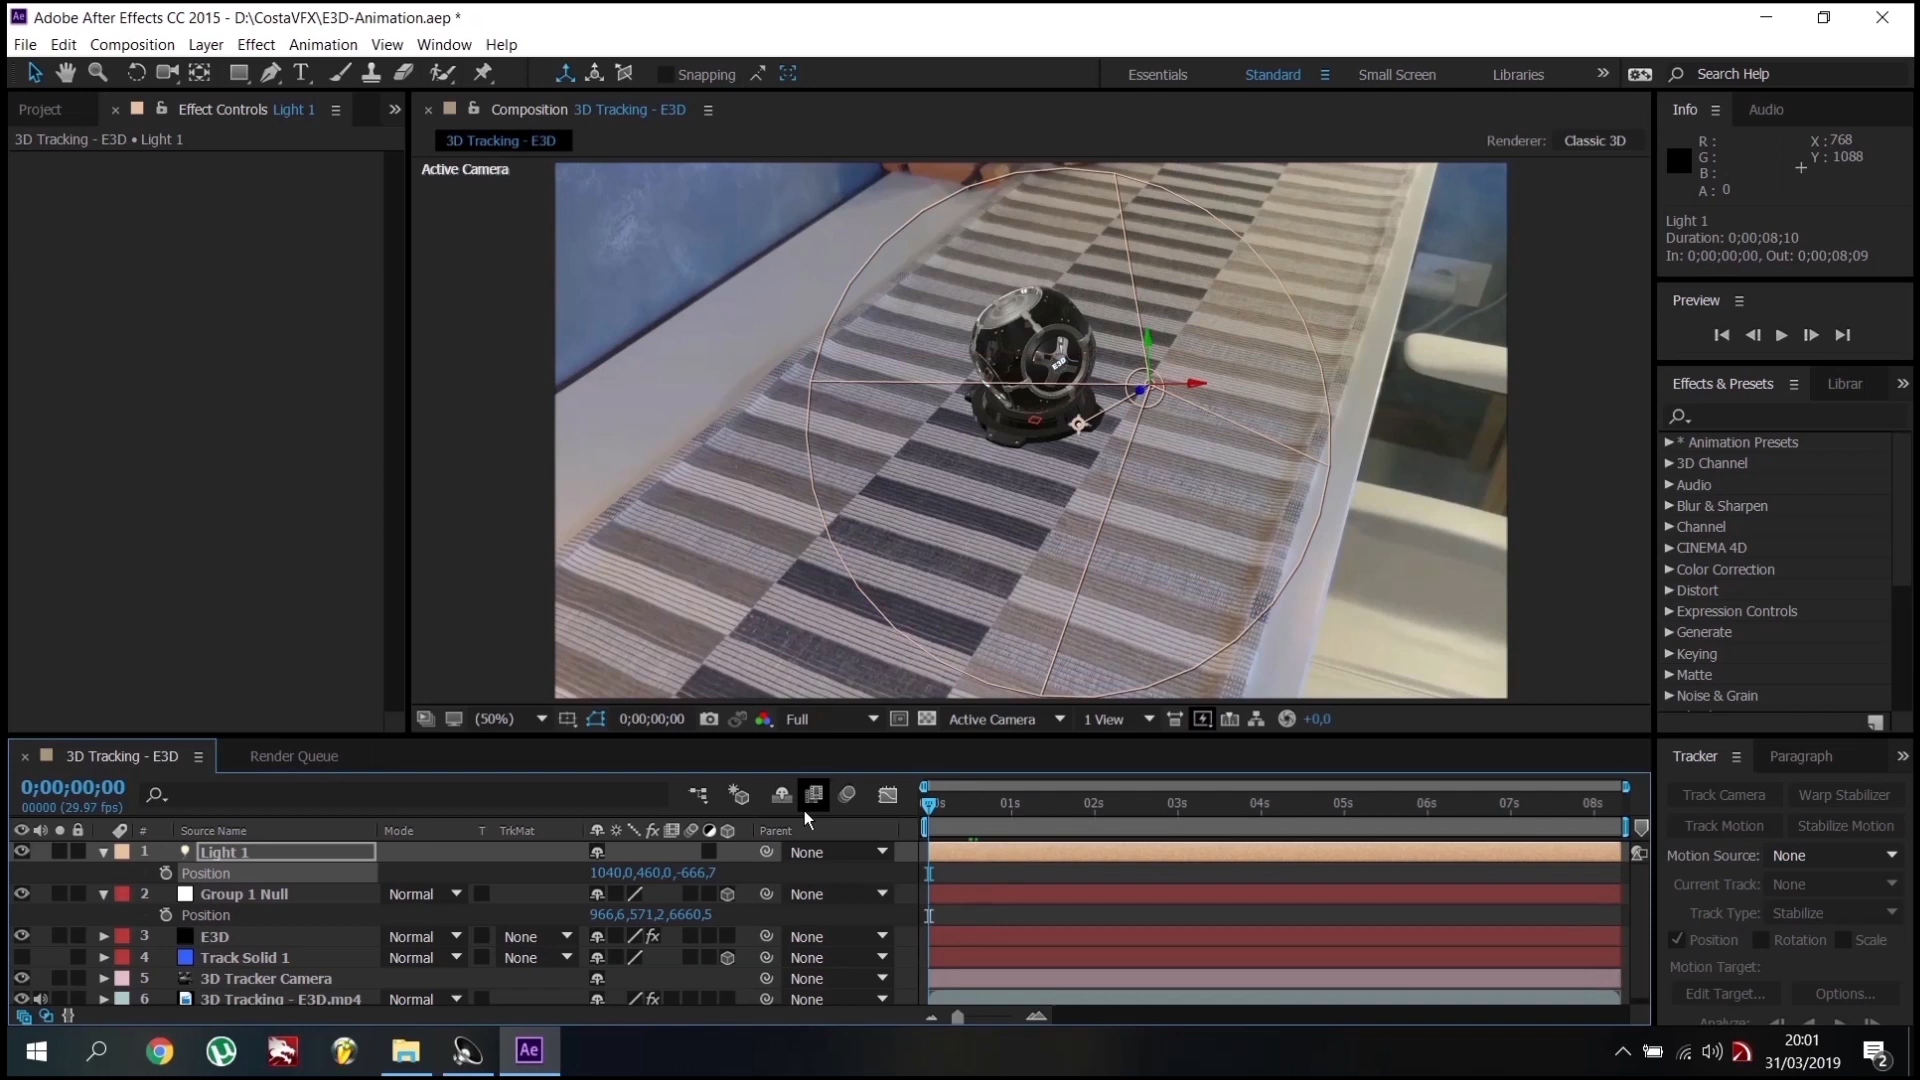 Adobe After Effects CC 2015 - D:\CostaVFX\E3D-Animation.aep *
File Edit Composition Layer Effect Animation View Window Help
Snapping Essentials Standard Small Screen Libraries Search Help
Project Effect Controls Light 1 Composition 3D Tracking - E3D Info Audio
3D Tracking - E3D • Light 1 3D Tracking - E3D Renderer: Classic 3D
Active Camera
R: X: 768
G: Y: 1088
B:
A: 0
Light 1
Duration: 0;00;08;10
In: 0;00;00;00, Out: 0;00;08;09
Preview
Effects & Presets Librar
* Animation Presets
3D Channel
Audio
Blur & Sharpen
Channel
CINEMA 4D
Color Correction
Distort
Expression Controls
Generate
Keying
Matte
Noise & Grain
E3D
(50%) 0;00;00;00 Full Active Camera 1 View +0,0
3D Tracking - E3D Render Queue
0;00;00;00
00000 (29.97 fps)
01s 02s 03s 04s 05s 06s 07s 08s
# Source Name Mode T TrkMat Parent
1 Light 1 None
Position 1040,0,460,0,-666,7
2 Group 1 Null Normal None
Position 966,6,571,2,6660,5
3 E3D Normal None fx None
4 Track Solid 1 Normal None None
5 3D Tracker Camera None
6 3D Tracking - E3D.mp4 Normal fx None
Tracker Paragraph
Track Camera Warp Stabilizer
Track Motion Stabilize Motion
Motion Source: None
Current Track: None
Track Type: Stabilize
Position Rotation Scale
Motion Target:
Edit Target... Options...
Analyze:
Ae
20:01
31/03/2019
2